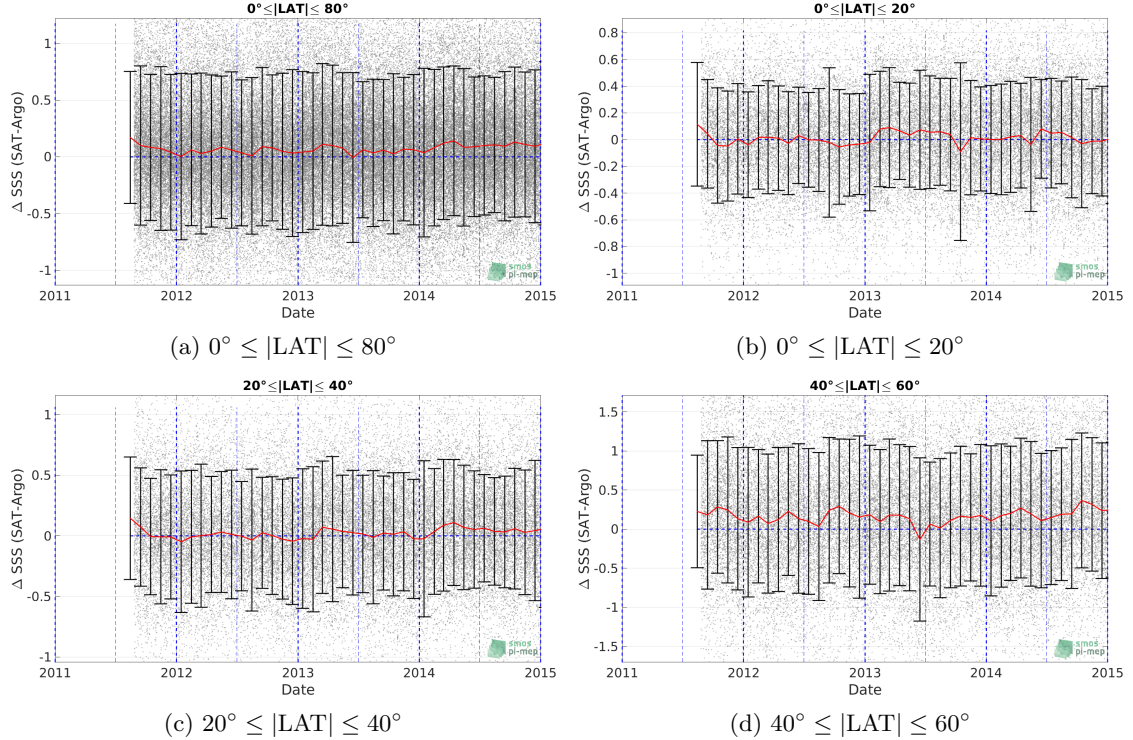 0°≤|LAT|≤ 80°
1
0.5
0
-0.5
-1
Δ SSS (SAT-Argo)
2011 2012 2013 2014 2015
Date
smos
pi-mep
(a) 0° ≤ |LAT| ≤ 80°
0°≤|LAT|≤ 20°
0.8
0.6
0.4
0.2
0
-0.2
-0.4
-0.6
-0.8
-1
Δ SSS (SAT-Argo)
2011 2012 2013 2014 2015
Date
smos
pi-mep
(b) 0° ≤ |LAT| ≤ 20°
20°≤|LAT|≤ 40°
1
0.5
0
-0.5
-1
Δ SSS (SAT-Argo)
2011 2012 2013 2014 2015
Date
smos
pi-mep
(c) 20° ≤ |LAT| ≤ 40°
40°≤|LAT|≤ 60°
1.5
1
0.5
0
-0.5
-1
-1.5
Δ SSS (SAT-Argo)
2011 2012 2013 2014 2015
Date
smos
pi-mep
(d) 40° ≤ |LAT| ≤ 60°